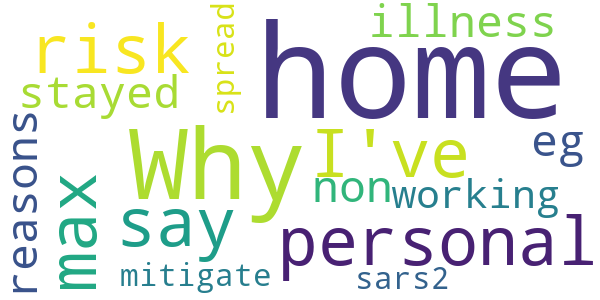 illness
home
risk
spread
stayed
Why
I've
eg
reasons
non
working
max
say
personal
mitigate
sars2